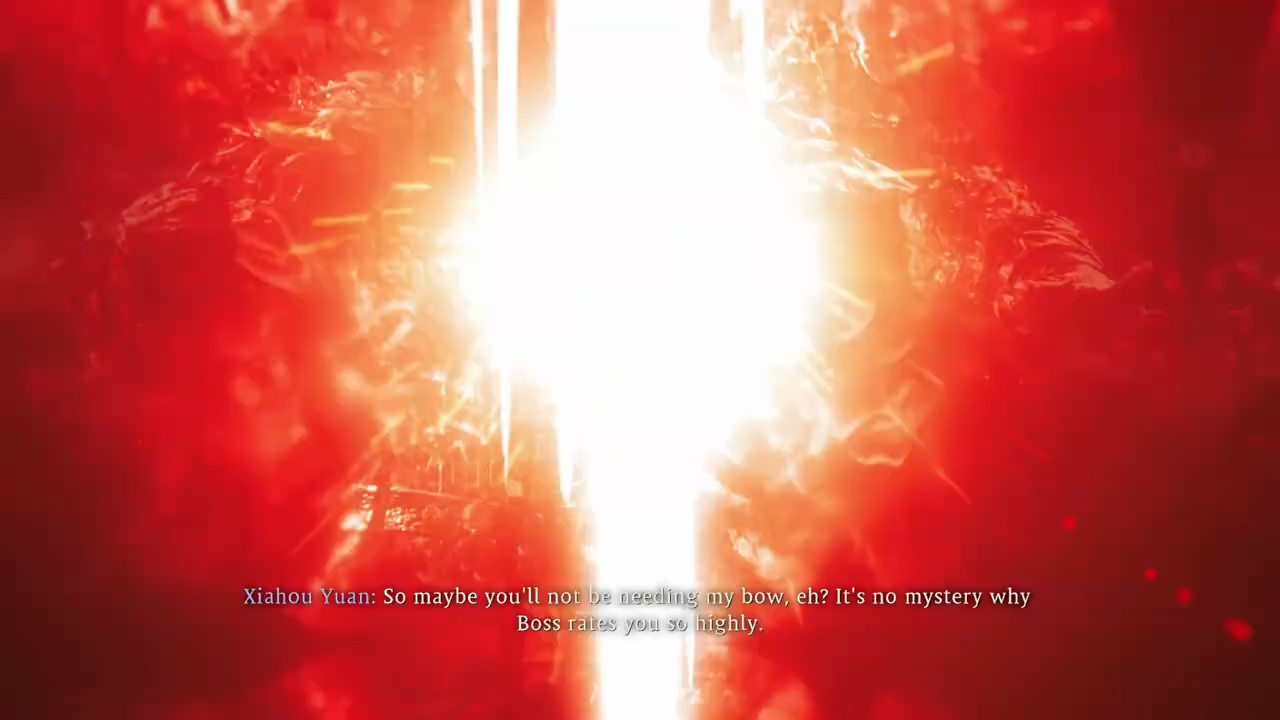 Xiahou Yuan: So maybe you'll not be needing my bow, eh? It's no mystery why
Boss rates you so highly.